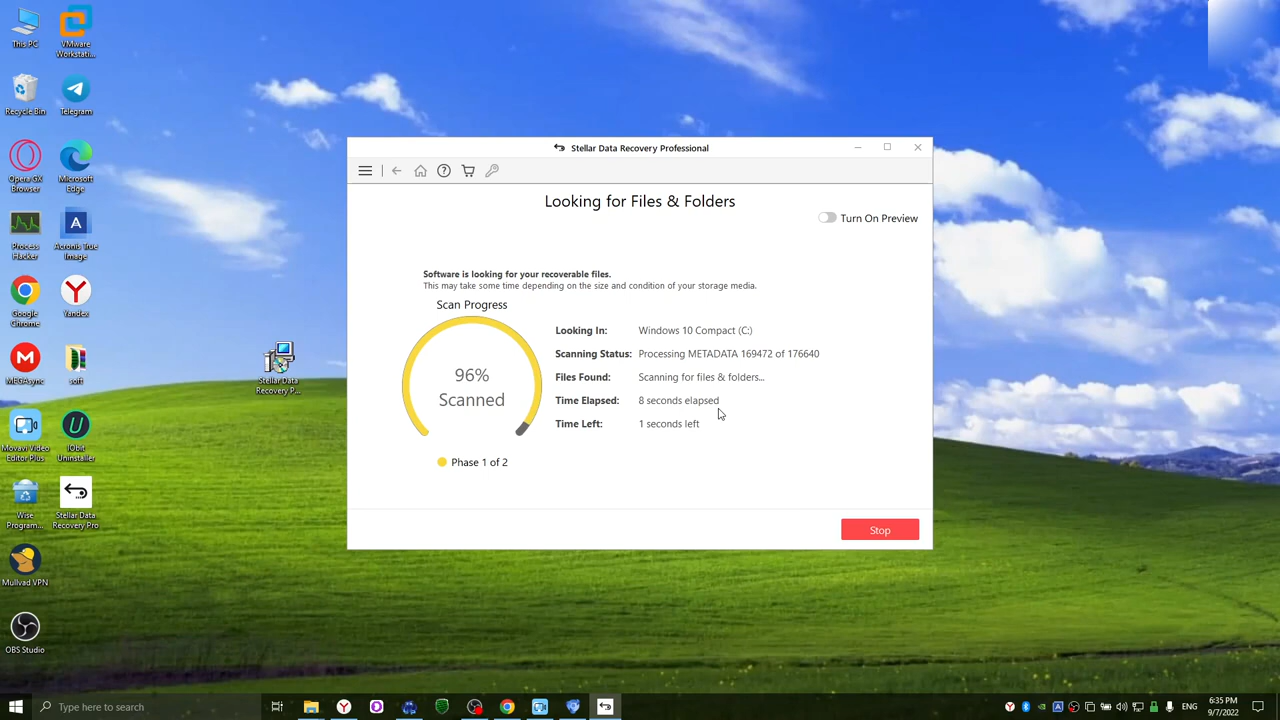 This PC
VMware
Workstati...
Recycle Bin
Telegram
Opera GX
Browser
Microsoft
Edge
Process
Hacker
Acronis True
Image
Google
Chrome
Yandex
MEGAsync
soft
Movavi Video
Editor Plus
IObit
Uninstaller
Wise
Program...
Stellar Data
Recovery Pro
Mullvad VPN
OBS Studio
Stellar Data
Recovery P...
Stellar Data Recovery Professional
Looking for Files & Folders
Turn On Preview
Software is looking for your recoverable files.
This may take some time depending on the size and condition of your storage media.
Scan Progress
96%
Scanned
Phase 1 of 2
Looking In: Windows 10 Compact (C:)
Scanning Status: Processing METADATA 169472 of 176640
Files Found: Scanning for files & folders...
Time Elapsed: 8 seconds elapsed
Time Left: 1 seconds left
Stop
Type here to search
ENG
6:35 PM
9/7/2022